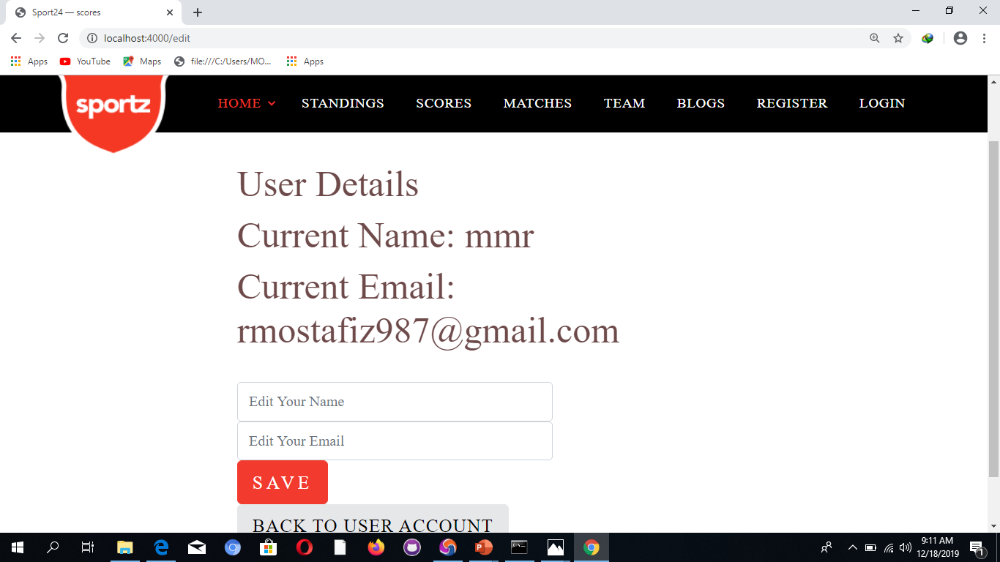 Sport24 — scores
localhost:4000/edit
Apps YouTube Maps file:///C:/Users/MO... Apps
sportz
HOME STANDINGS SCORES MATCHES TEAM BLOGS REGISTER LOGIN
User Details
Current Name: mmr
Current Email:
rmostafiz987@gmail.com
Edit Your Name
Edit Your Email
SAVE
BACK TO USER ACCOUNT
9:11 AM
12/18/2019
1